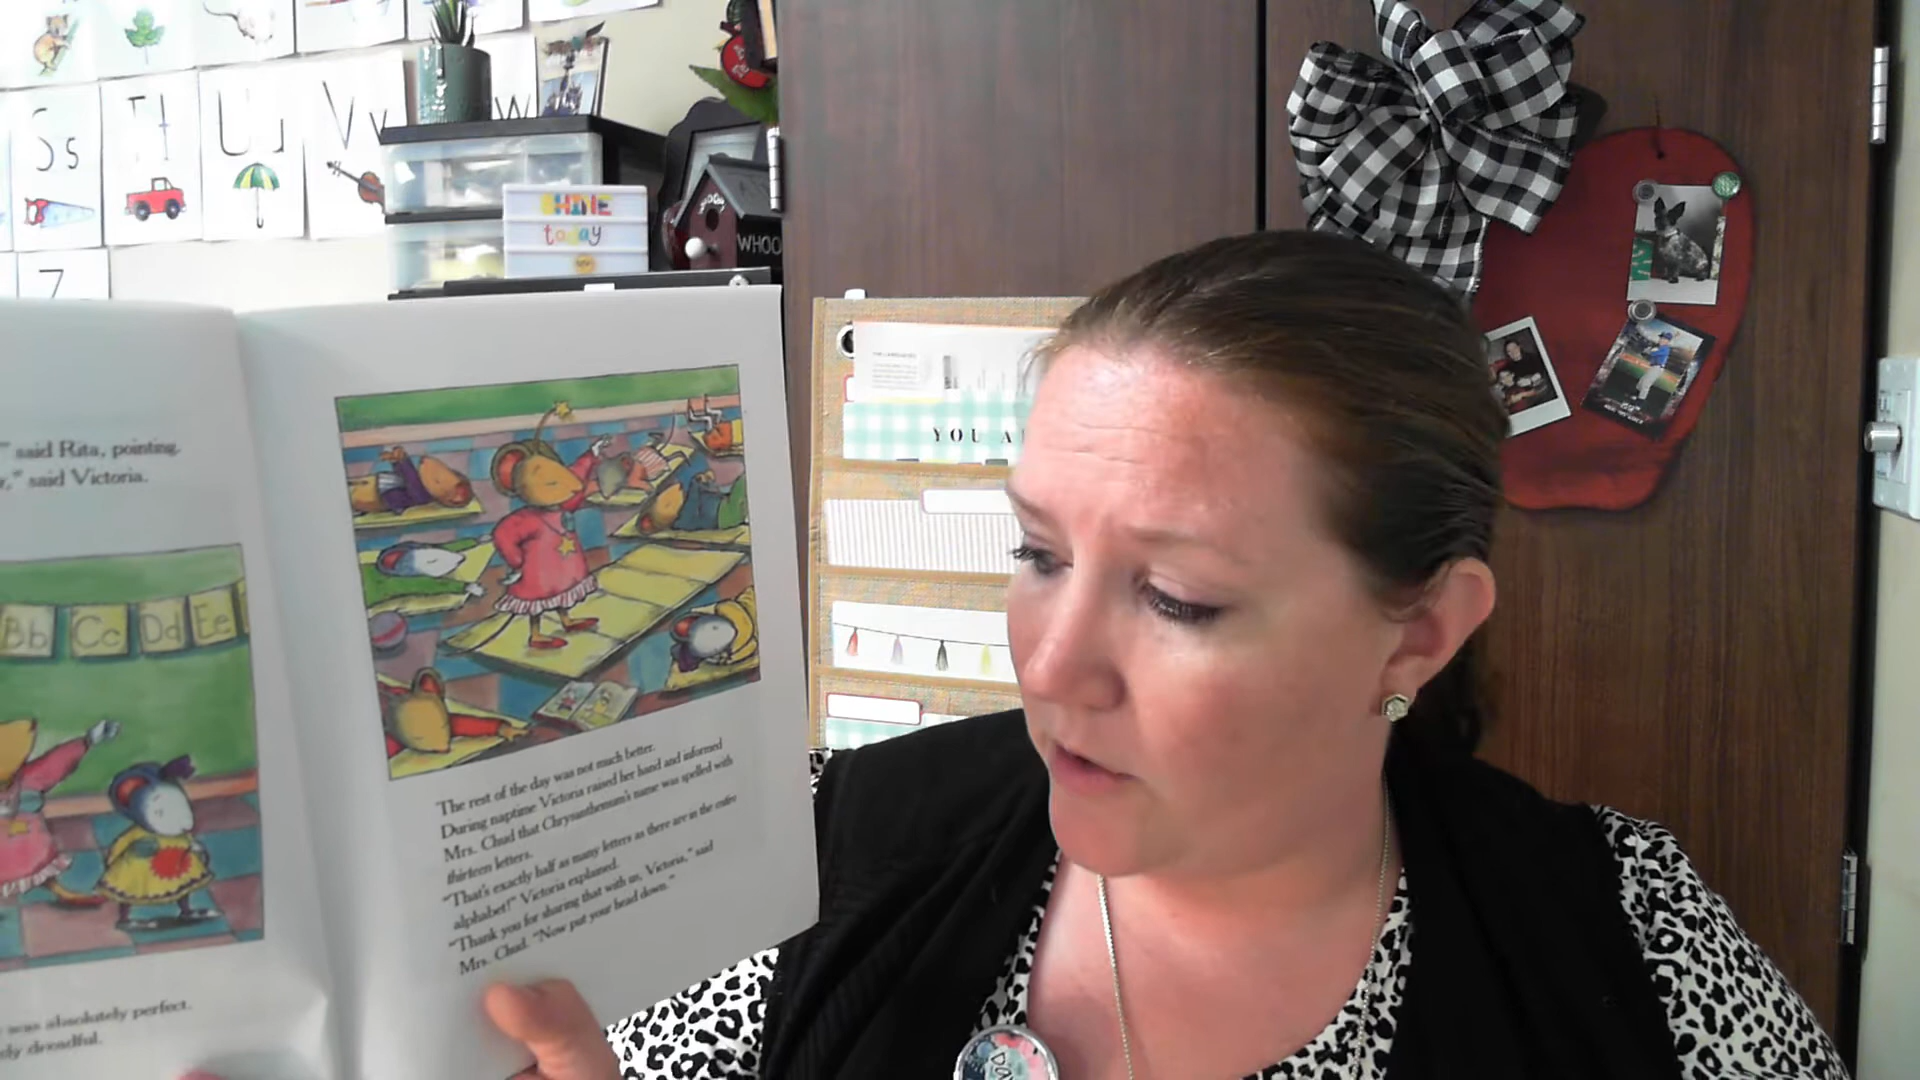 Ss
T
U
V v
w
Z
SHINE
today
WHOO
YOU A
" said Rita, pointing.
," said Victoria.
Bb Cc Dd Ee
was absolutely perfect.
dreadful.
The rest of the day was not much better.
During naptime Victoria raised her hand and informed
Mrs. Chud that Chrysanthemum's name was spelled with
thirteen letters.
"That's exactly half as many letters as there are in the entire
alphabet!" Victoria explained.
"Thank you for sharing that with us, Victoria," said
Mrs. Chud. "Now put your head down."